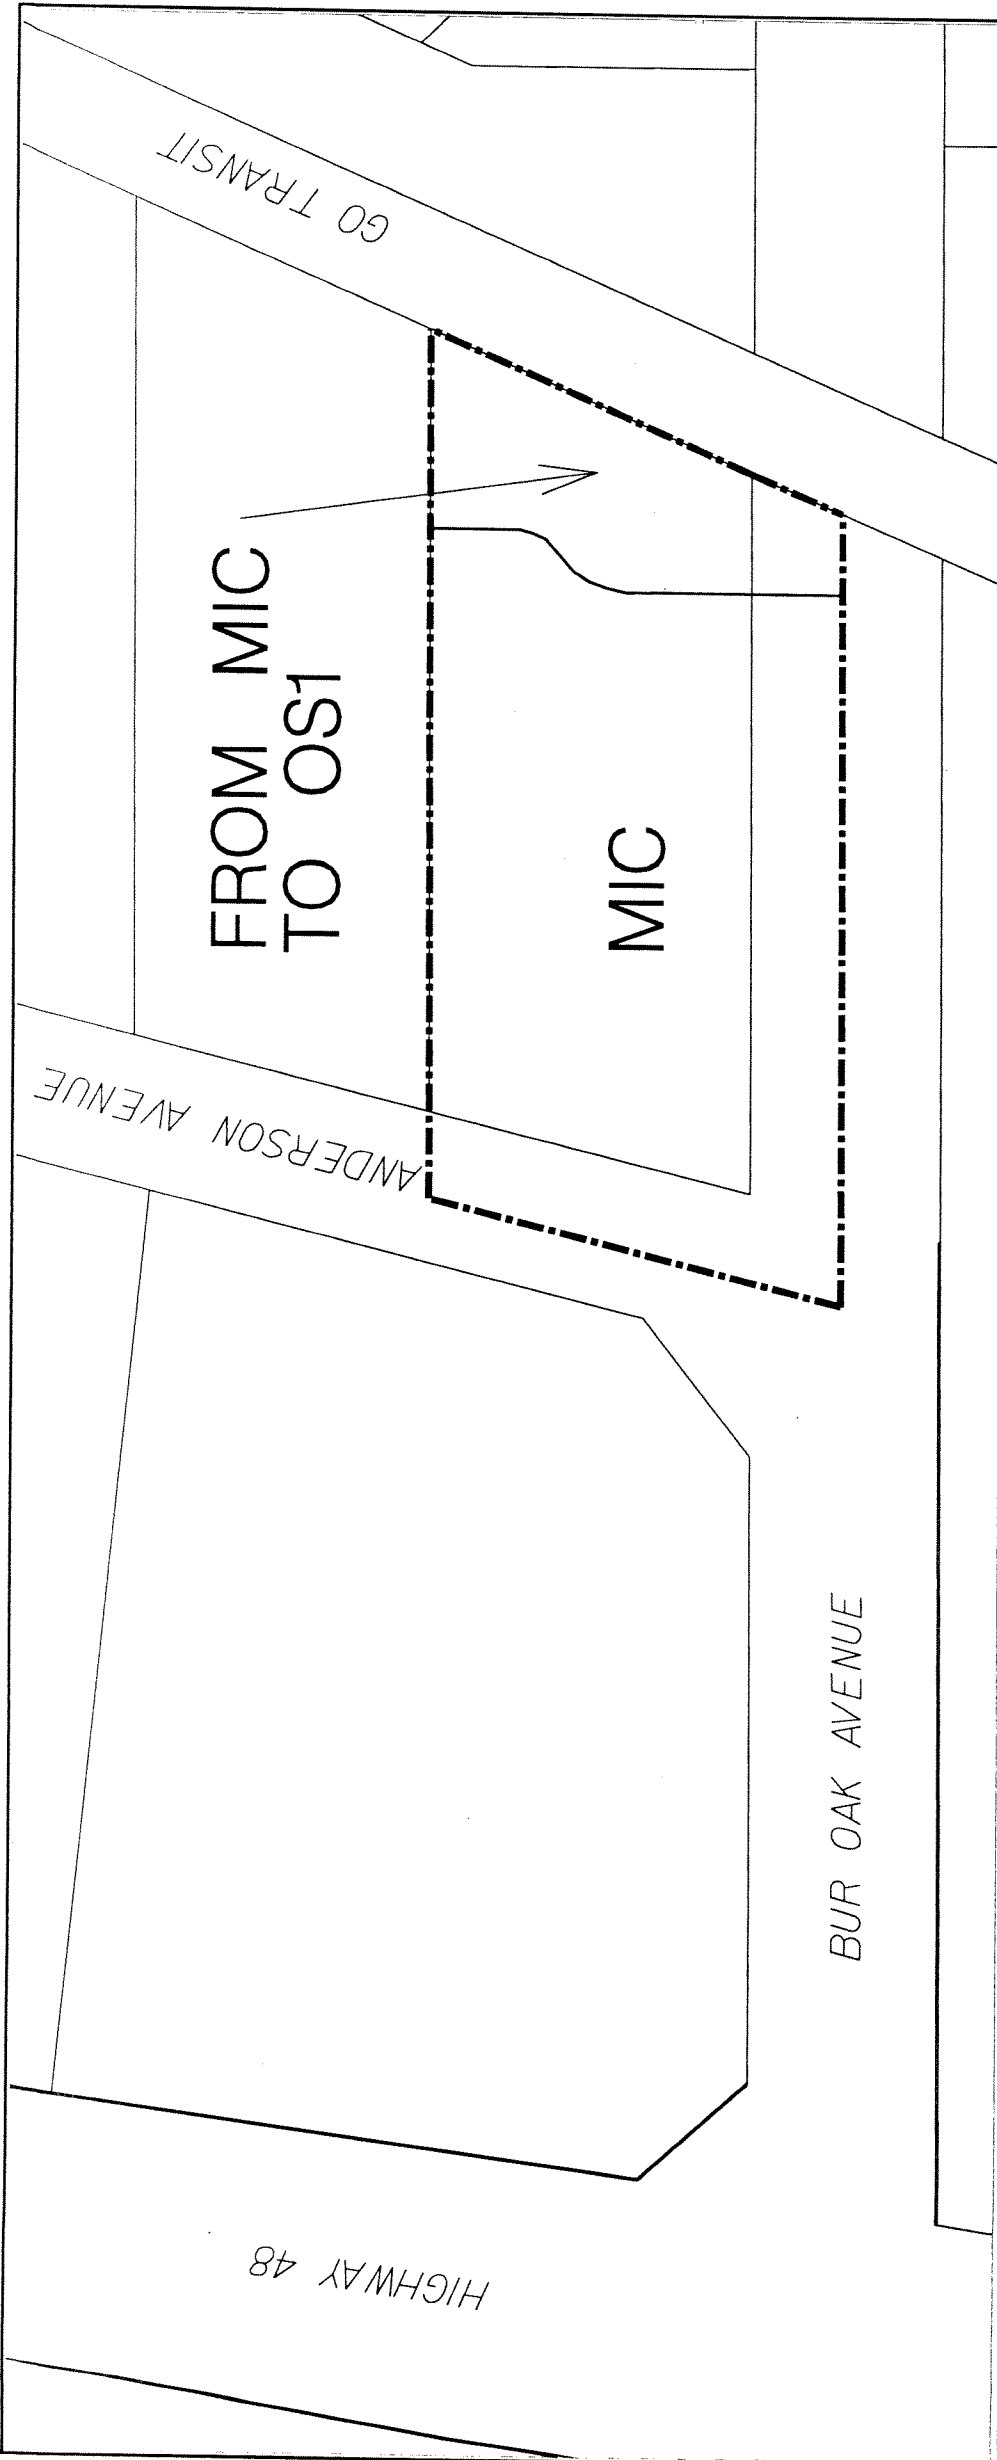 GO TRANSIT
FROM MIC
TO OS1
MIC
ANDERSON AVENUE
BUR OAK AVENUE
HIGHWAY 48